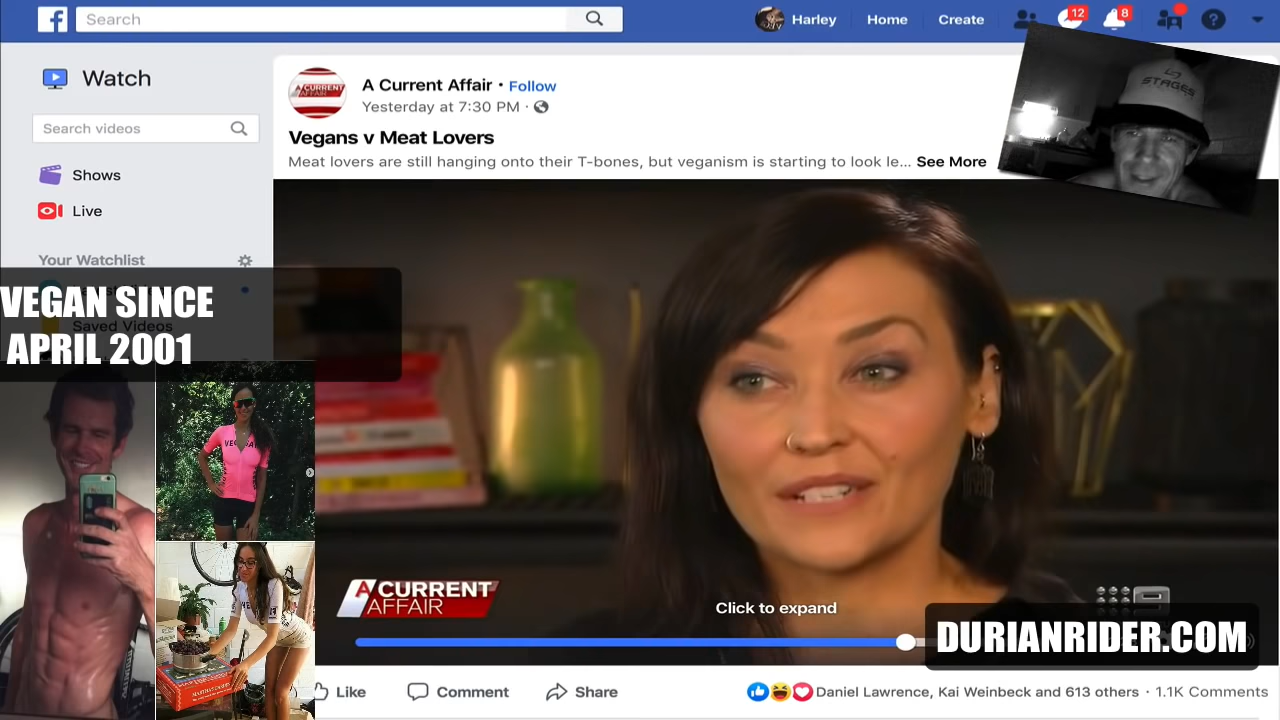 Search
Harley
Home
Create
12
8
Watch
A Current Affair · Follow
Yesterday at 7:30 PM ·
Search videos
Vegans v Meat Lovers
Meat lovers are still hanging onto their T-bones, but veganism is starting to look le... See More
STAGES
Shows
Live
Your Watchlist
VEGAN SINCE
Saved Videos
APRIL 2001
A CURRENT
AFFAIR
Click to expand
DURIANRIDER.COM
Like
Comment
Share
Daniel Lawrence, Kai Weinbeck and 613 others · 1.1K Comments